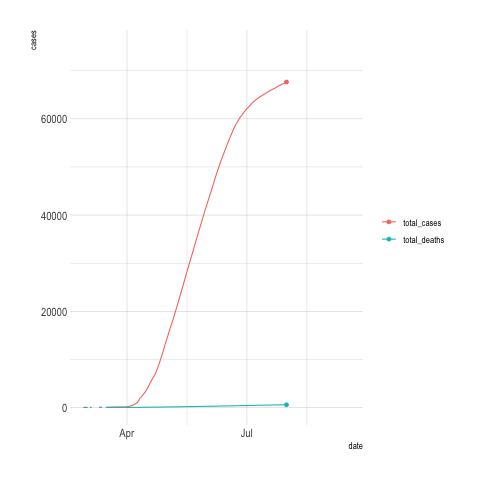 cases
60000
40000
20000
0
Apr
Jul
date
total_cases
total_deaths